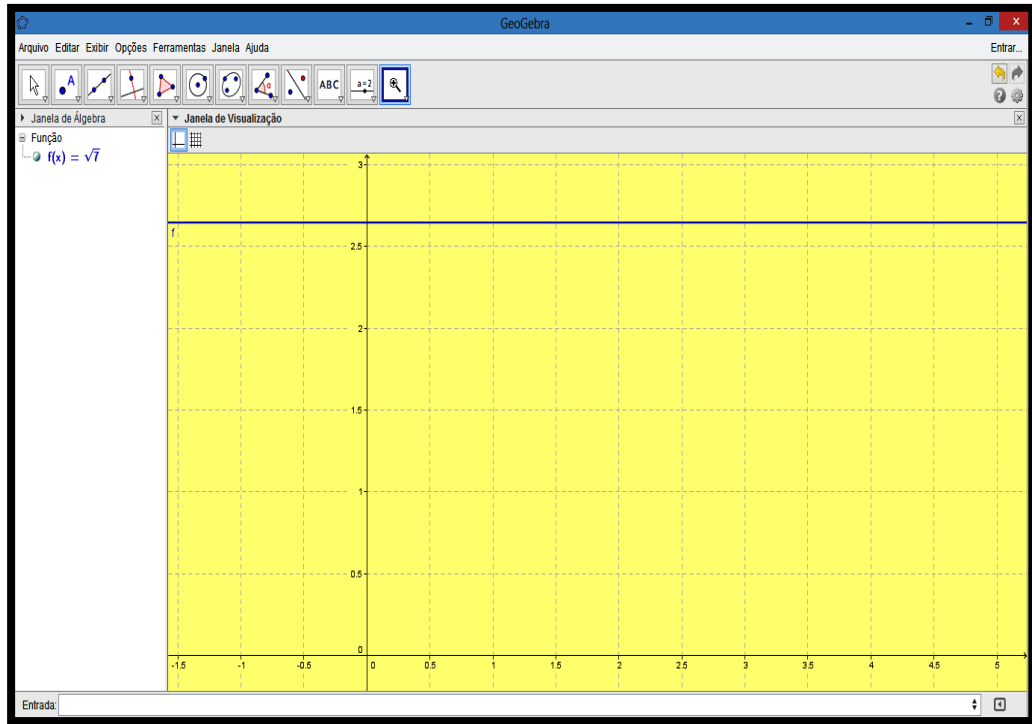 GeoGebra
Arquivo Editar Exibir Opções Ferramentas Janela Ajuda
Entrar...
A
α
ABC
a=2
Janela de Álgebra
Janela de Visualização
Função
f(x) = √7
3
f
2.5
2
1.5
1
0.5
0
-1.5 -1 -0.5 0 0.5 1 1.5 2 2.5 3 3.5 4 4.5 5
Entrada: